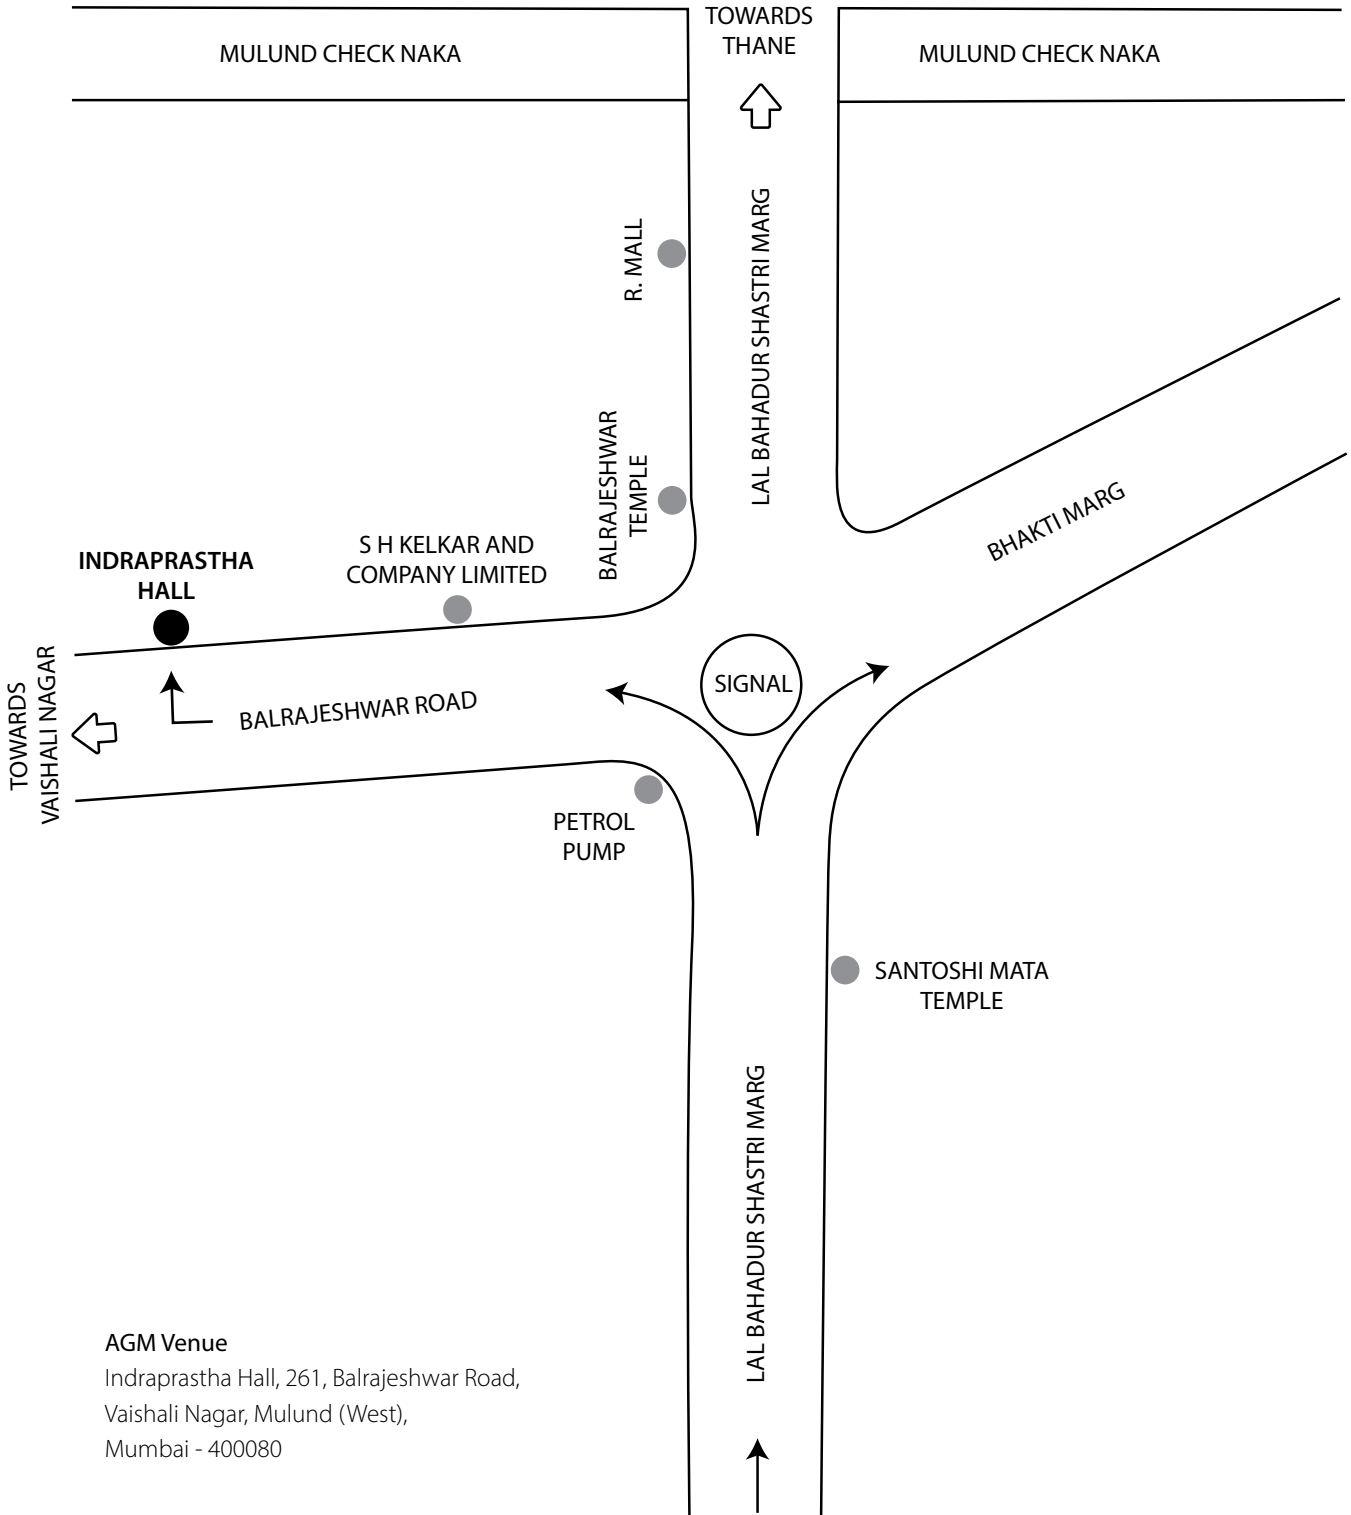 TOWARDS
THANE
MULUND CHECK NAKA
MULUND CHECK NAKA
R. MALL
LAL BAHADUR SHASTRI MARG
BALRAJESHWAR
TEMPLE
BHAKTI MARG
S H KELKAR AND
COMPANY LIMITED
INDRAPRASTHA
HALL
TOWARDS
VAISHALI NAGAR
BALRAJESHWAR ROAD
SIGNAL
PETROL
PUMP
SANTOSHI MATA
TEMPLE
LAL BAHADUR SHASTRI MARG
AGM Venue
Indraprastha Hall, 261, Balrajeshwar Road,
Vaishali Nagar, Mulund (West),
Mumbai - 400080